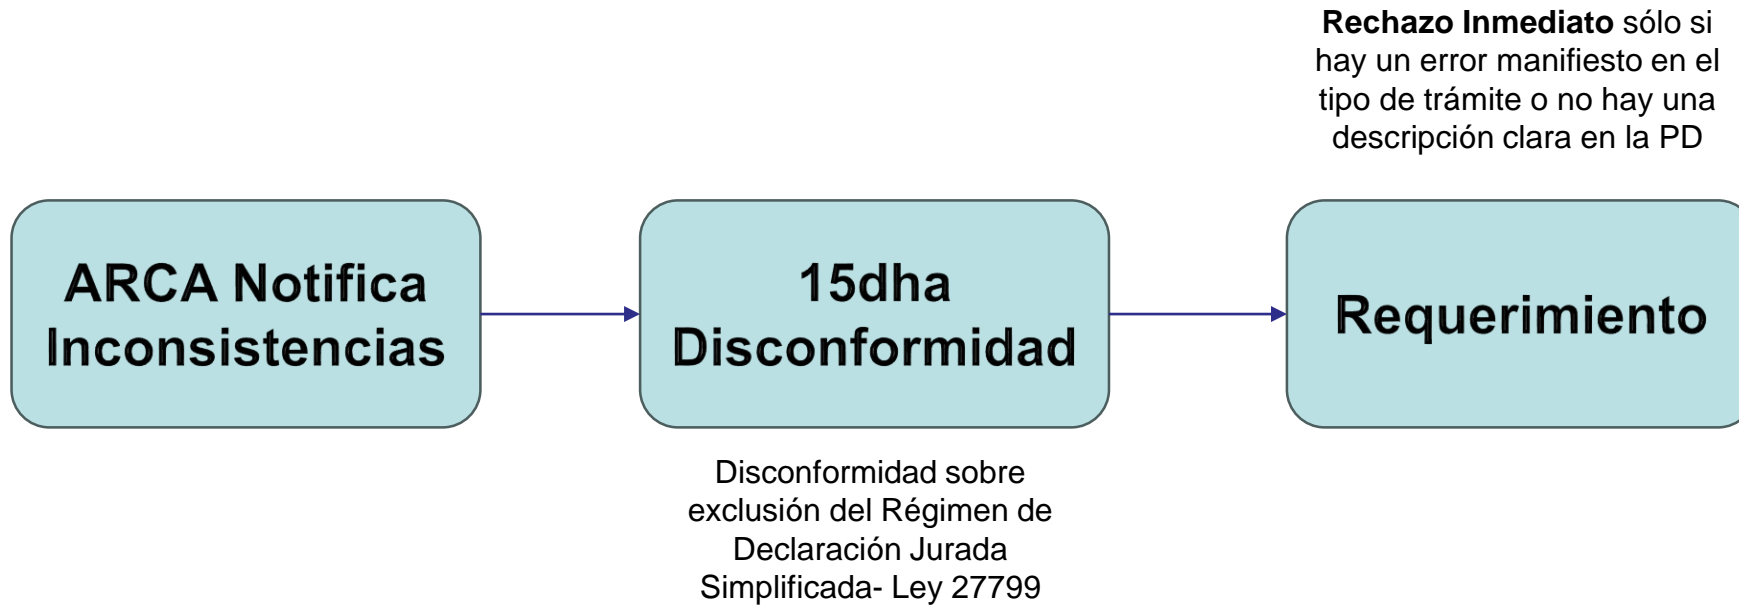 Rechazo Inmediato sólo si
hay un error manifiesto en el
tipo de trámite o no hay una
descripción clara en la PD
ARCA Notifica
Inconsistencias
15dha
Disconformidad
Requerimiento
Disconformidad sobre
exclusión del Régimen de
Declaración Jurada
Simplificada- Ley 27799